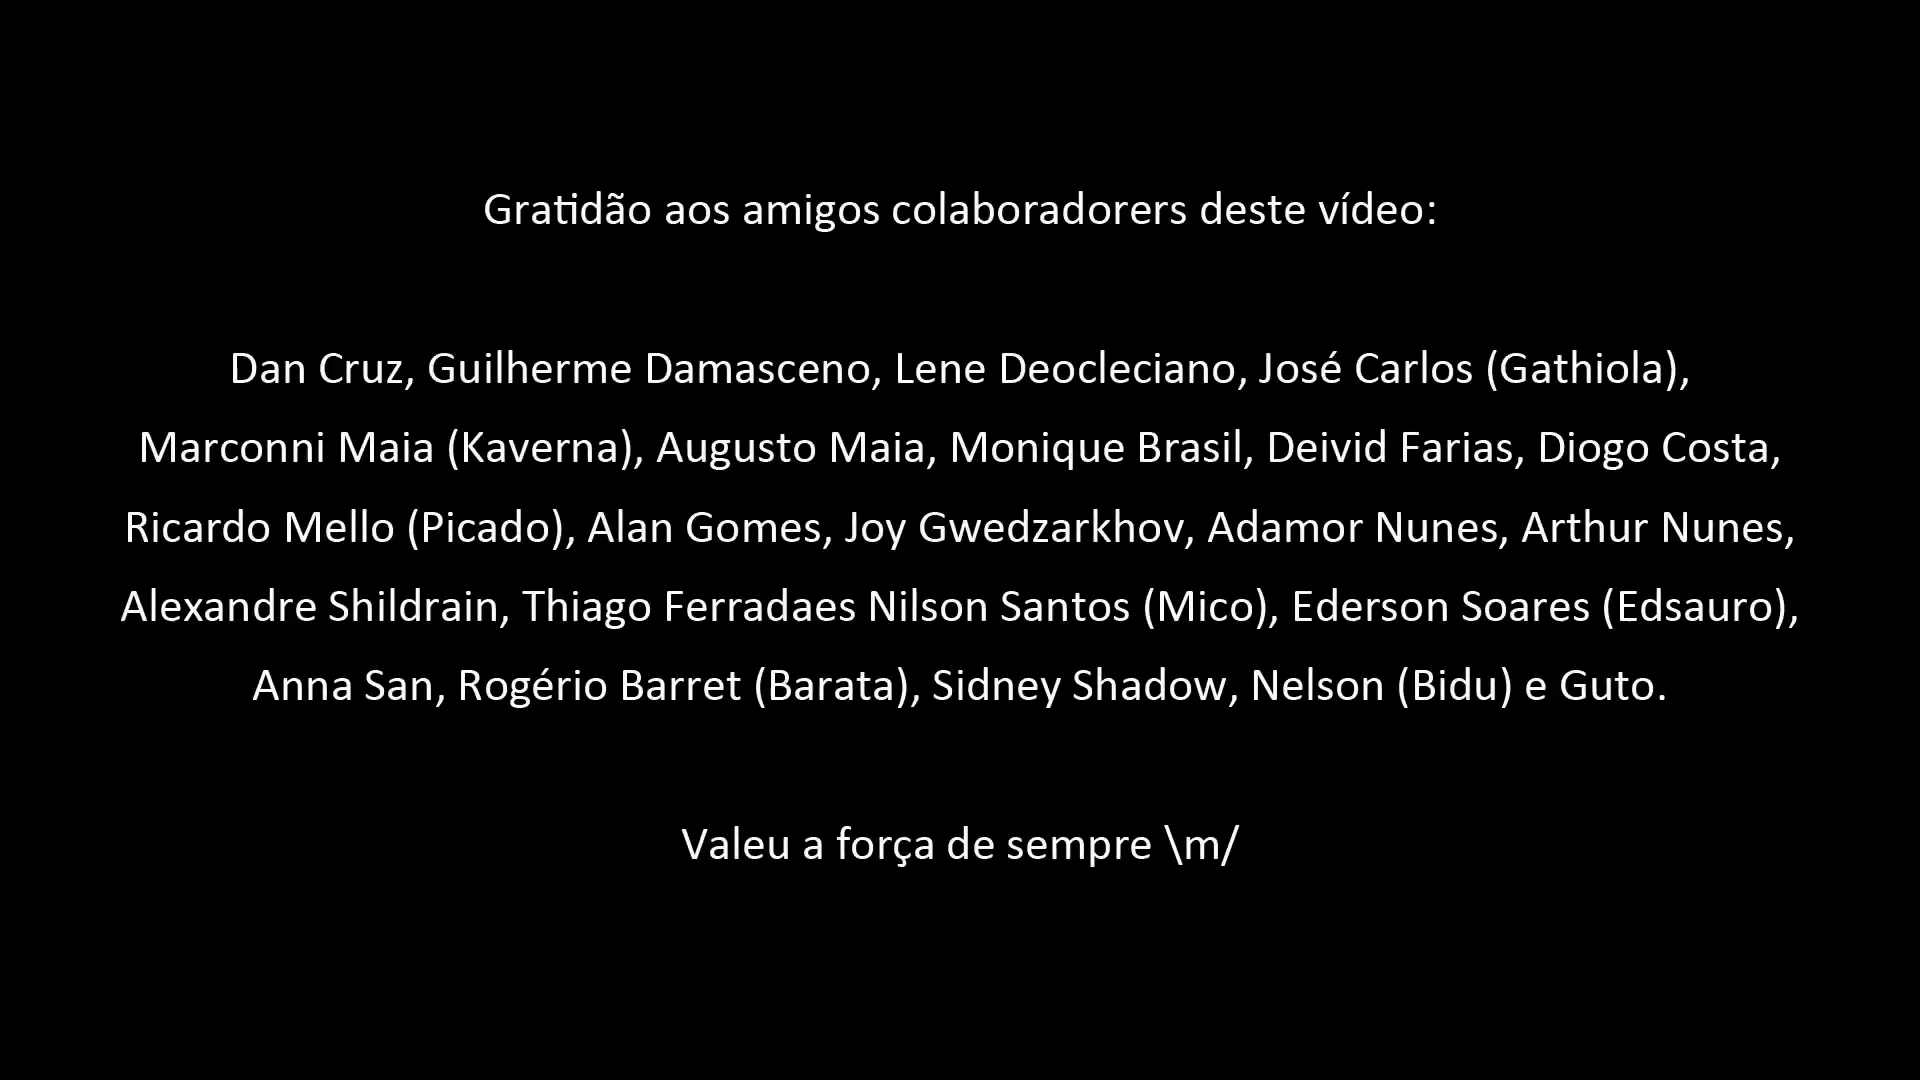 Gratidão aos amigos colaboradorers deste vídeo:
Dan Cruz, Guilherme Damasceno, Lene Deocleciano, José Carlos (Gathiola),
Marconni Maia (Kaverna), Augusto Maia, Monique Brasil, Deivid Farias, Diogo Costa,
Ricardo Mello (Picado), Alan Gomes, Joy Gwedzarkhov, Adamor Nunes, Arthur Nunes,
Alexandre Shildrain, Thiago Ferradaes Nilson Santos (Mico), Ederson Soares (Edsauro),
Anna San, Rogério Barret (Barata), Sidney Shadow, Nelson (Bidu) e Guto.
Valeu a força de sempre \m/